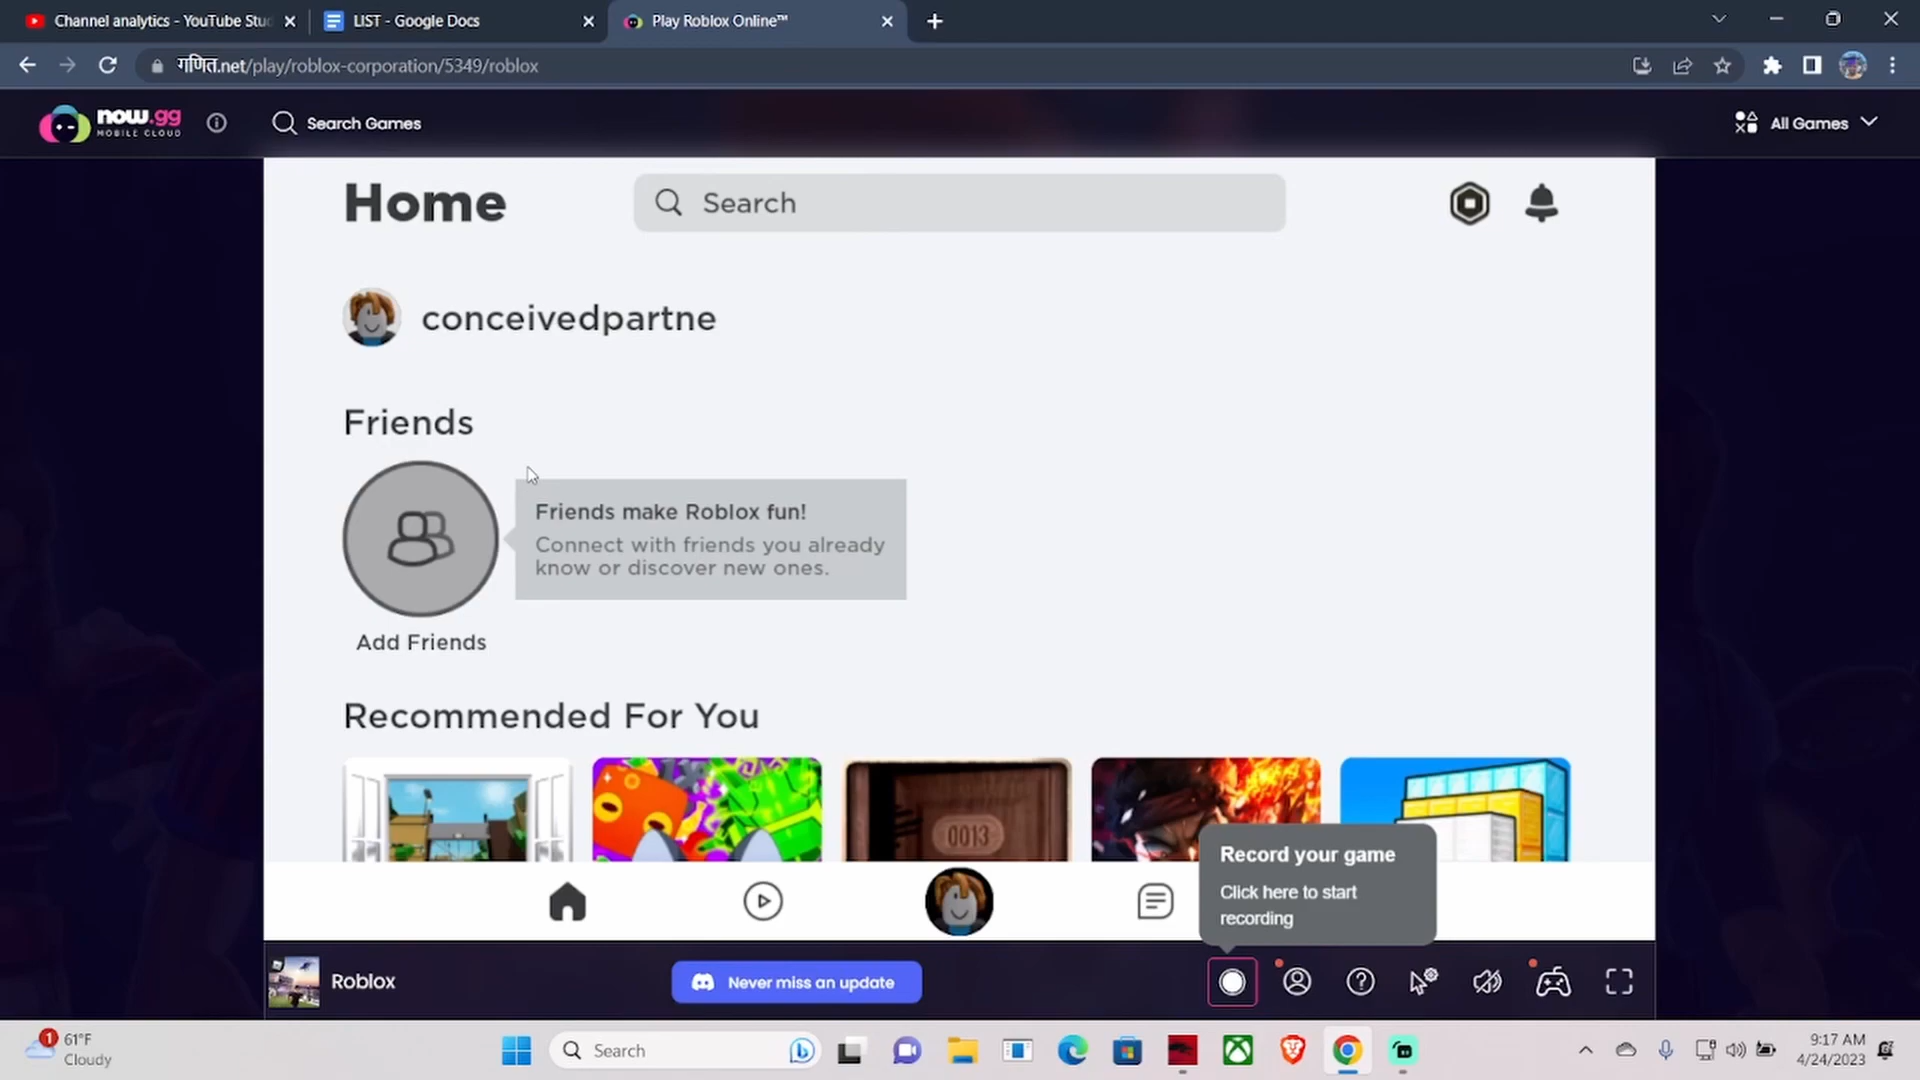 Channel analytics - YouTube Stud
LIST - Google Docs
Play Roblox Online™
गणित.net/play/roblox-corporation/5349/roblox
now.gg
MOBILE CLOUD
Search Games
All Games
Home
Search
conceivedpartne
Friends
Friends make Roblox fun!
Connect with friends you already
know or discover new ones.
Add Friends
Recommended For You
0013
Record your game
Click here to start
recording
Roblox
Never miss an update
1
61°F
Cloudy
Search
9:17 AM
4/24/2023